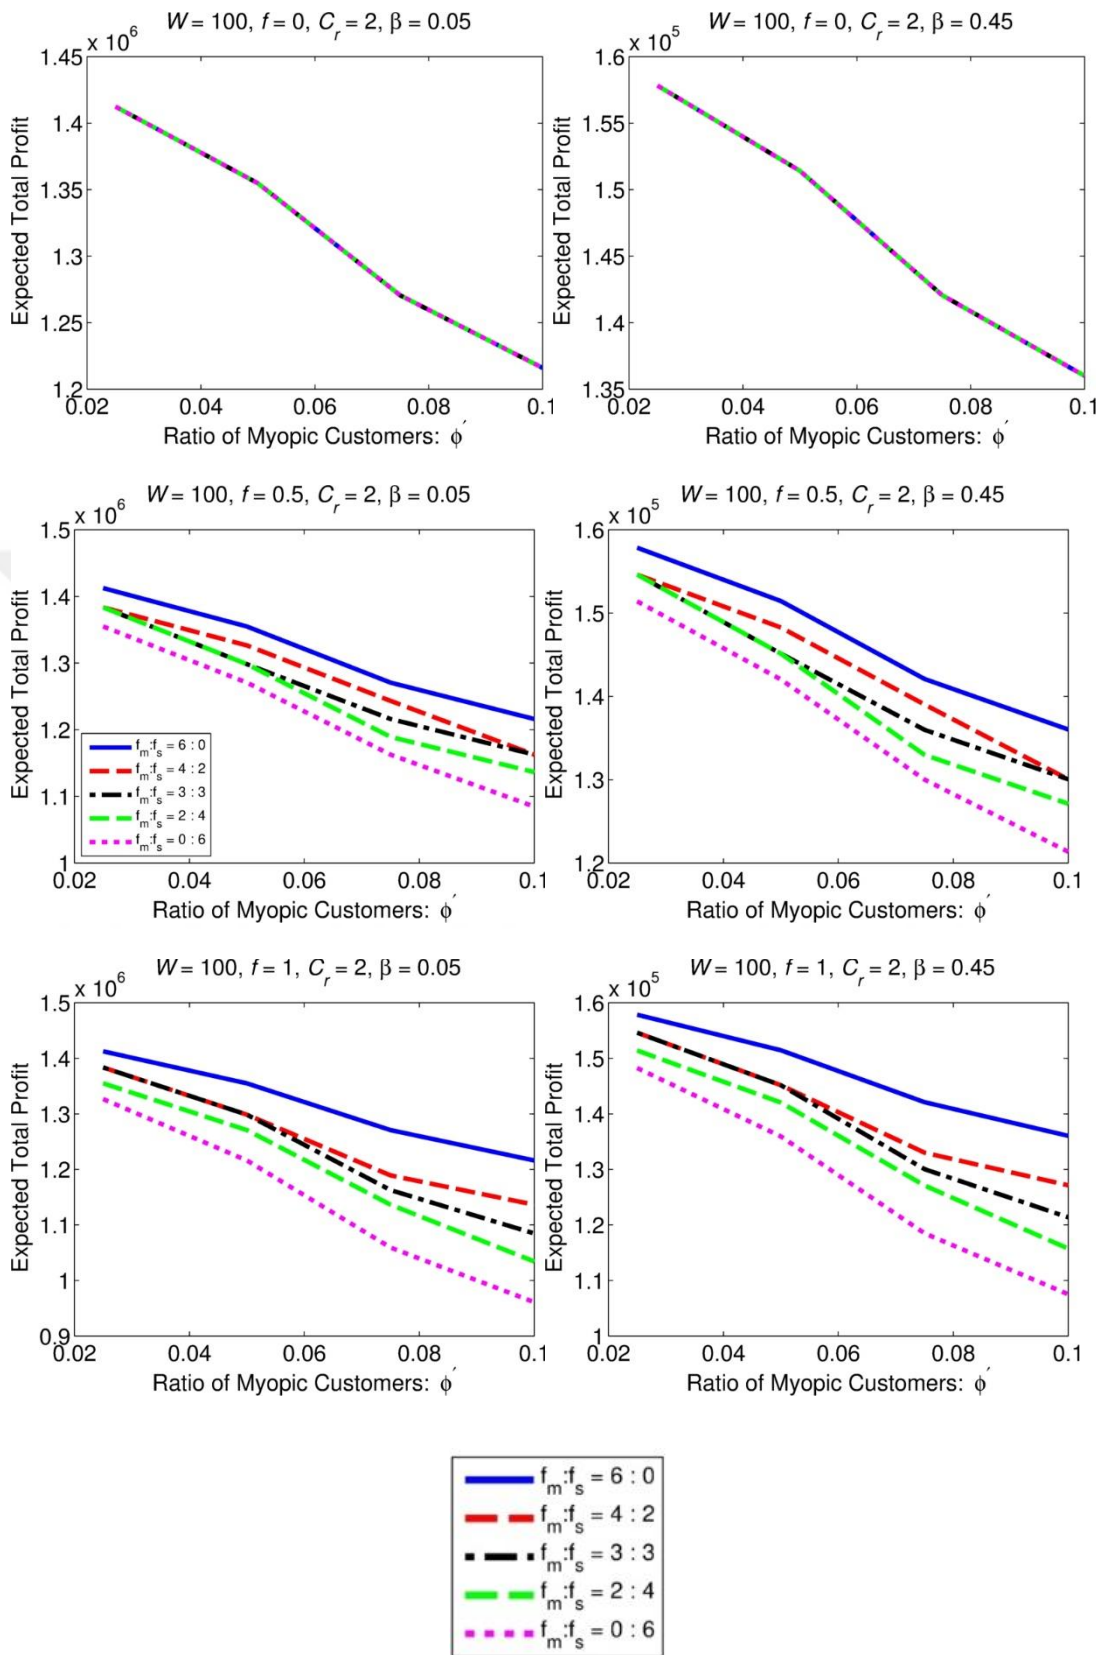 W = 100, f = 0, C_r = 2, β = 0.05
x 10^6
1.45
1.4
1.35
1.3
1.25
1.2
Expected Total Profit
0.02 0.04 0.06 0.08 0.1
Ratio of Myopic Customers: ϕ′
W = 100, f = 0, C_r = 2, β = 0.45
x 10^5
1.6
1.55
1.5
1.45
1.4
1.35
Expected Total Profit
0.02 0.04 0.06 0.08 0.1
Ratio of Myopic Customers: ϕ′
W = 100, f = 0.5, C_r = 2, β = 0.05
x 10^6
1.5
1.4
1.3
1.2
1.1
1
Expected Total Profit
f_m:f_s = 6 : 0
f_m:f_s = 4 : 2
f_m:f_s = 3 : 3
f_m:f_s = 2 : 4
f_m:f_s = 0 : 6
0.02 0.04 0.06 0.08 0.1
Ratio of Myopic Customers: ϕ′
W = 100, f = 0.5, C_r = 2, β = 0.45
x 10^5
1.6
1.5
1.4
1.3
1.2
Expected Total Profit
0.02 0.04 0.06 0.08 0.1
Ratio of Myopic Customers: ϕ′
W = 100, f = 1, C_r = 2, β = 0.05
x 10^6
1.5
1.4
1.3
1.2
1.1
1
0.9
Expected Total Profit
0.02 0.04 0.06 0.08 0.1
Ratio of Myopic Customers: ϕ′
W = 100, f = 1, C_r = 2, β = 0.45
x 10^5
1.6
1.5
1.4
1.3
1.2
1.1
1
Expected Total Profit
0.02 0.04 0.06 0.08 0.1
Ratio of Myopic Customers: ϕ′
f_m:f_s = 6 : 0
f_m:f_s = 4 : 2
f_m:f_s = 3 : 3
f_m:f_s = 2 : 4
f_m:f_s = 0 : 6